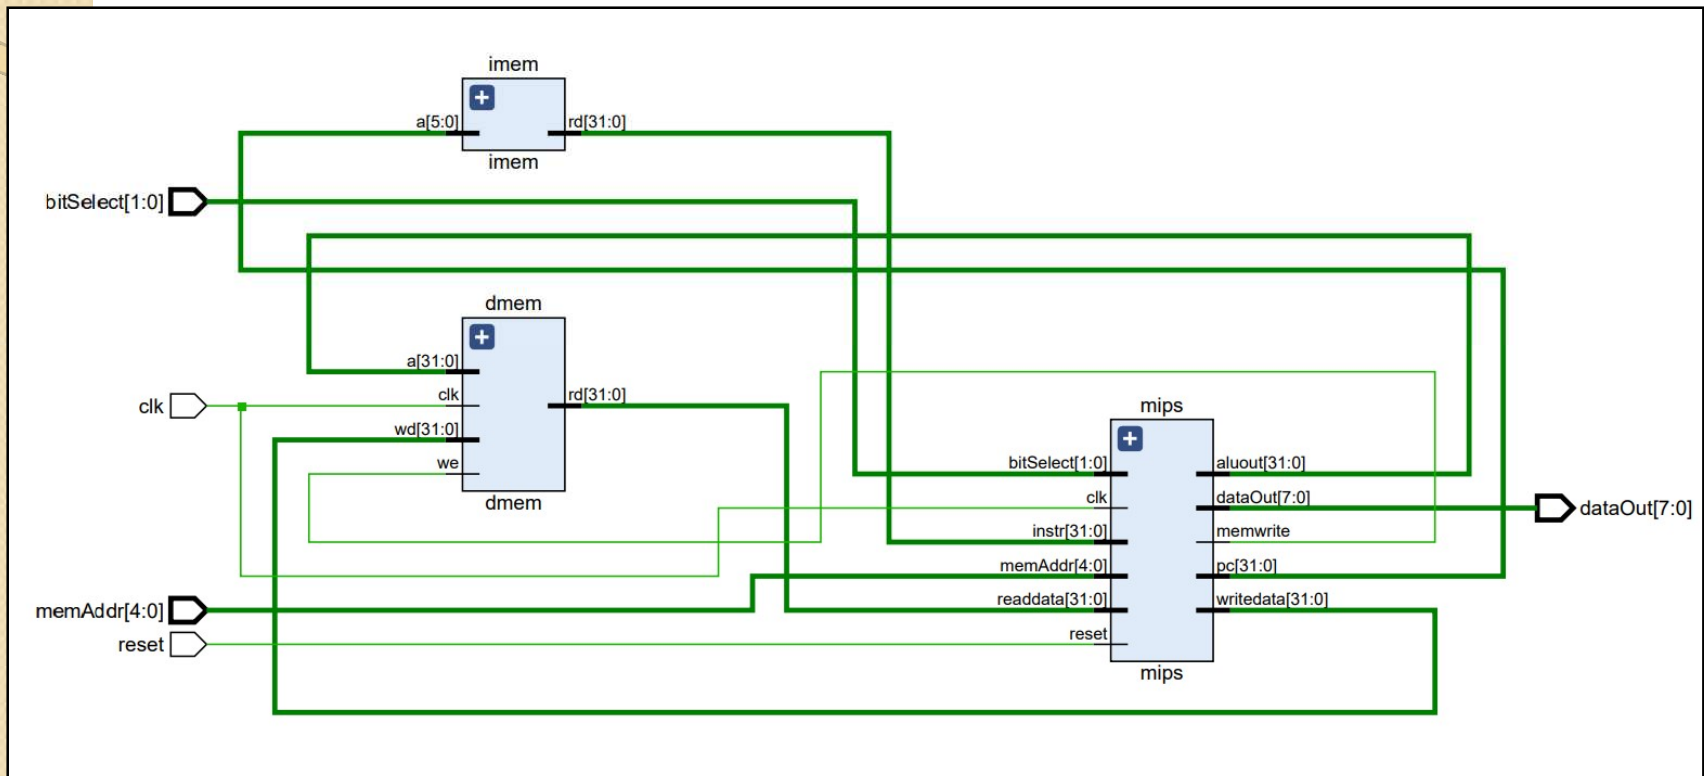 imem
a[5:0]
rd[31:0]
imem
bitSelect[1:0]
dmem
a[31:0]
clk
rd[31:0]
clk
wd[31:0]
we
dmem
mips
bitSelect[1:0]
aluout[31:0]
clk
dataOut[7:0]
dataOut[7:0]
instr[31:0]
memwrite
memAddr[4:0]
pc[31:0]
readdata[31:0]
writedata[31:0]
memAddr[4:0]
reset
reset
mips